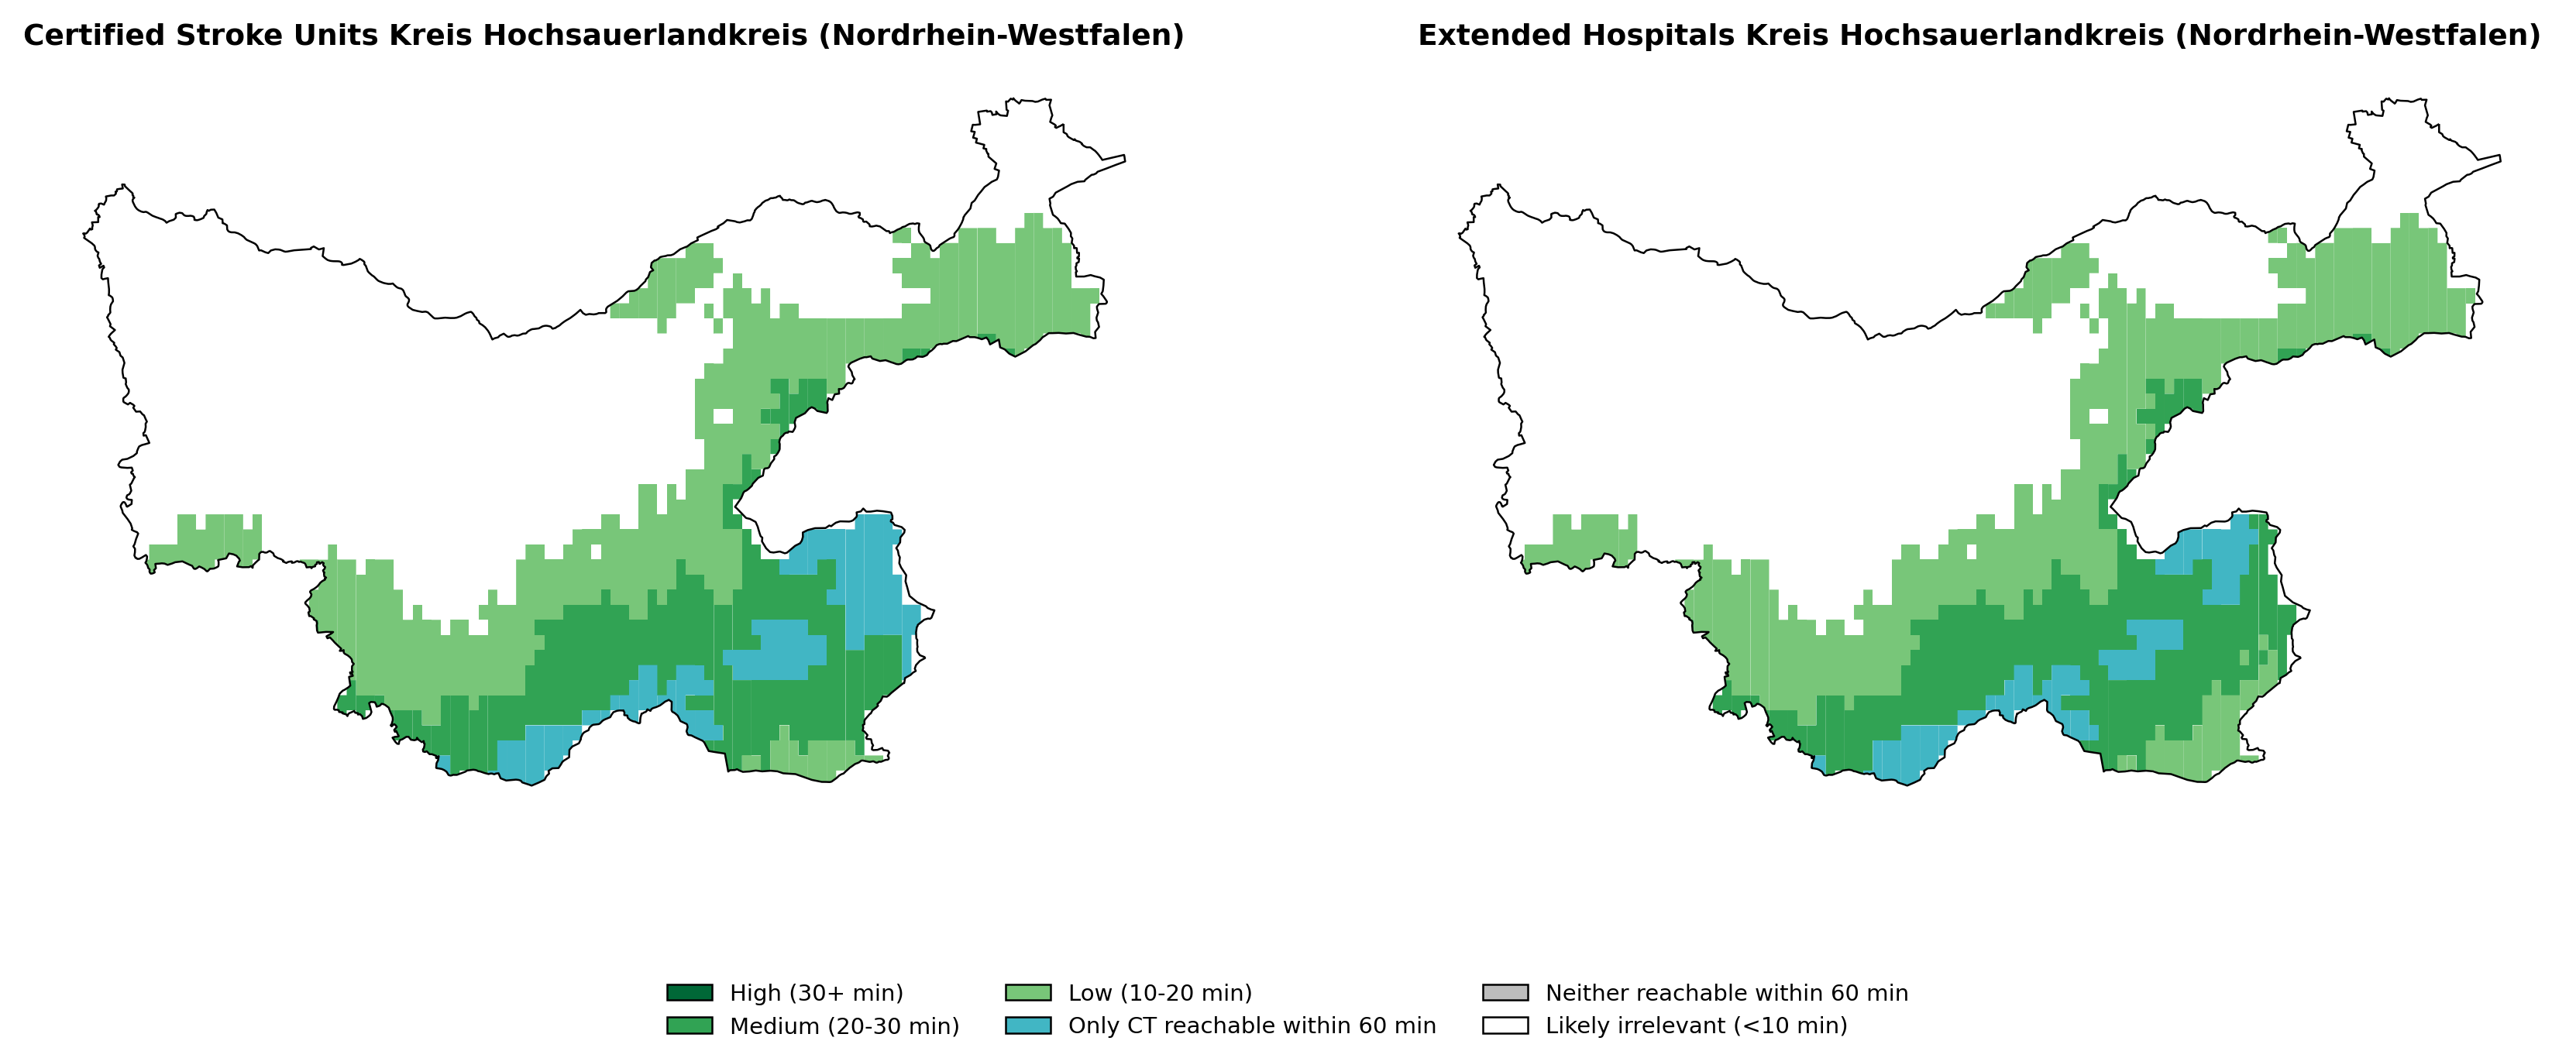 Certified Stroke Units Kreis Hochsauerlandkreis (Nordrhein-Westfalen)
Extended Hospitals Kreis Hochsauerlandkreis (Nordrhein-Westfalen)
High (30+ min)
Medium (20-30 min)
Low (10-20 min)
Only CT reachable within 60 min
Neither reachable within 60 min
Likely irrelevant (<10 min)